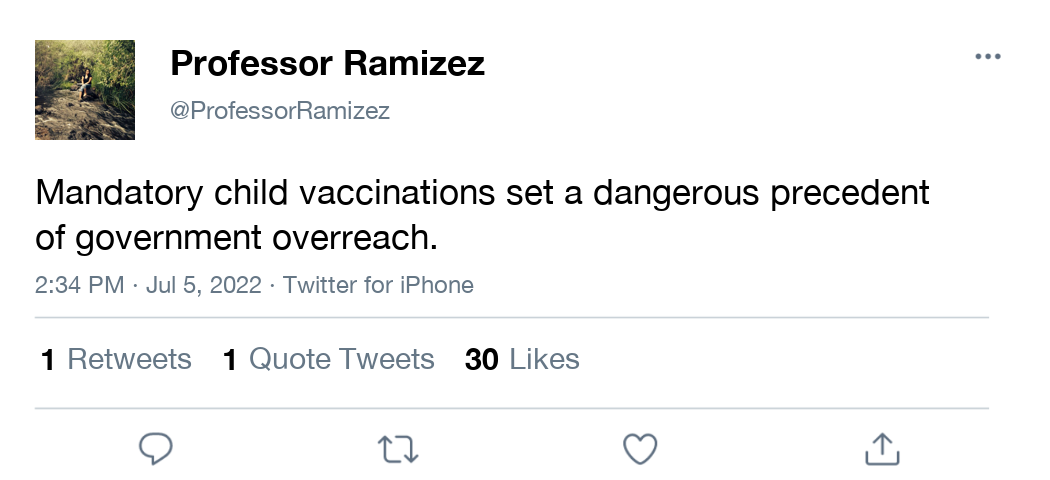 Professor Ramizez
@ProfessorRamizez
Mandatory child vaccinations set a dangerous precedent
of government overreach.
2:34 PM · Jul 5, 2022 · Twitter for iPhone
1 Retweets 1 Quote Tweets 30 Likes